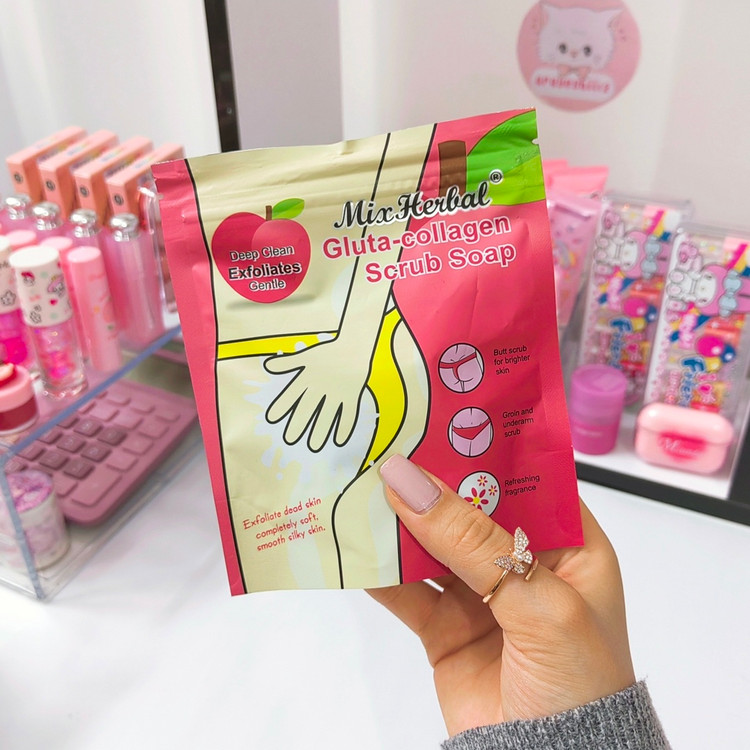 MixHerbal®
Gluta-collagen
Scrub Soap
Deep Clean
Exfoliates
Gentle
Butt scrub
for brighter
skin
Groin and
underarm
scrub
Refreshing
fragrance
Exfoliate dead skin
completely soft,
smooth silky skin.